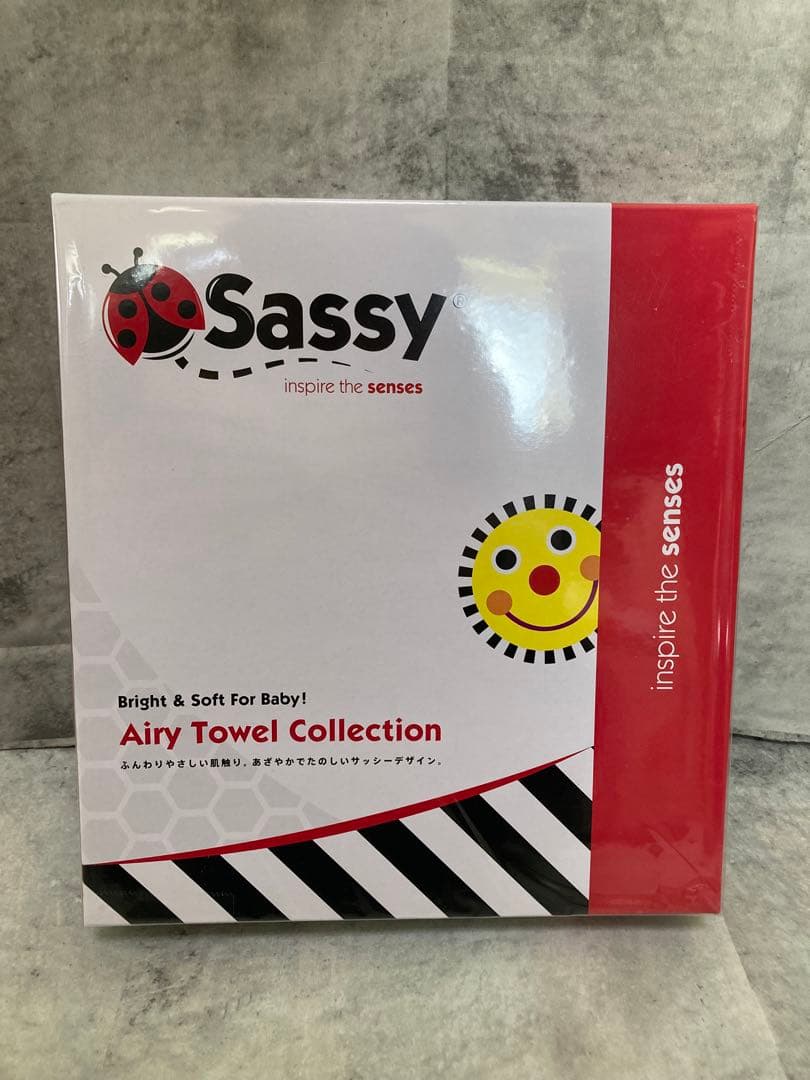 Sassy®
inspire the senses
inspire the senses
Bright & Soft For Baby!
Airy Towel Collection
ふんわりやさしい肌触り。あざやかでたのしいサッシーデザイン。